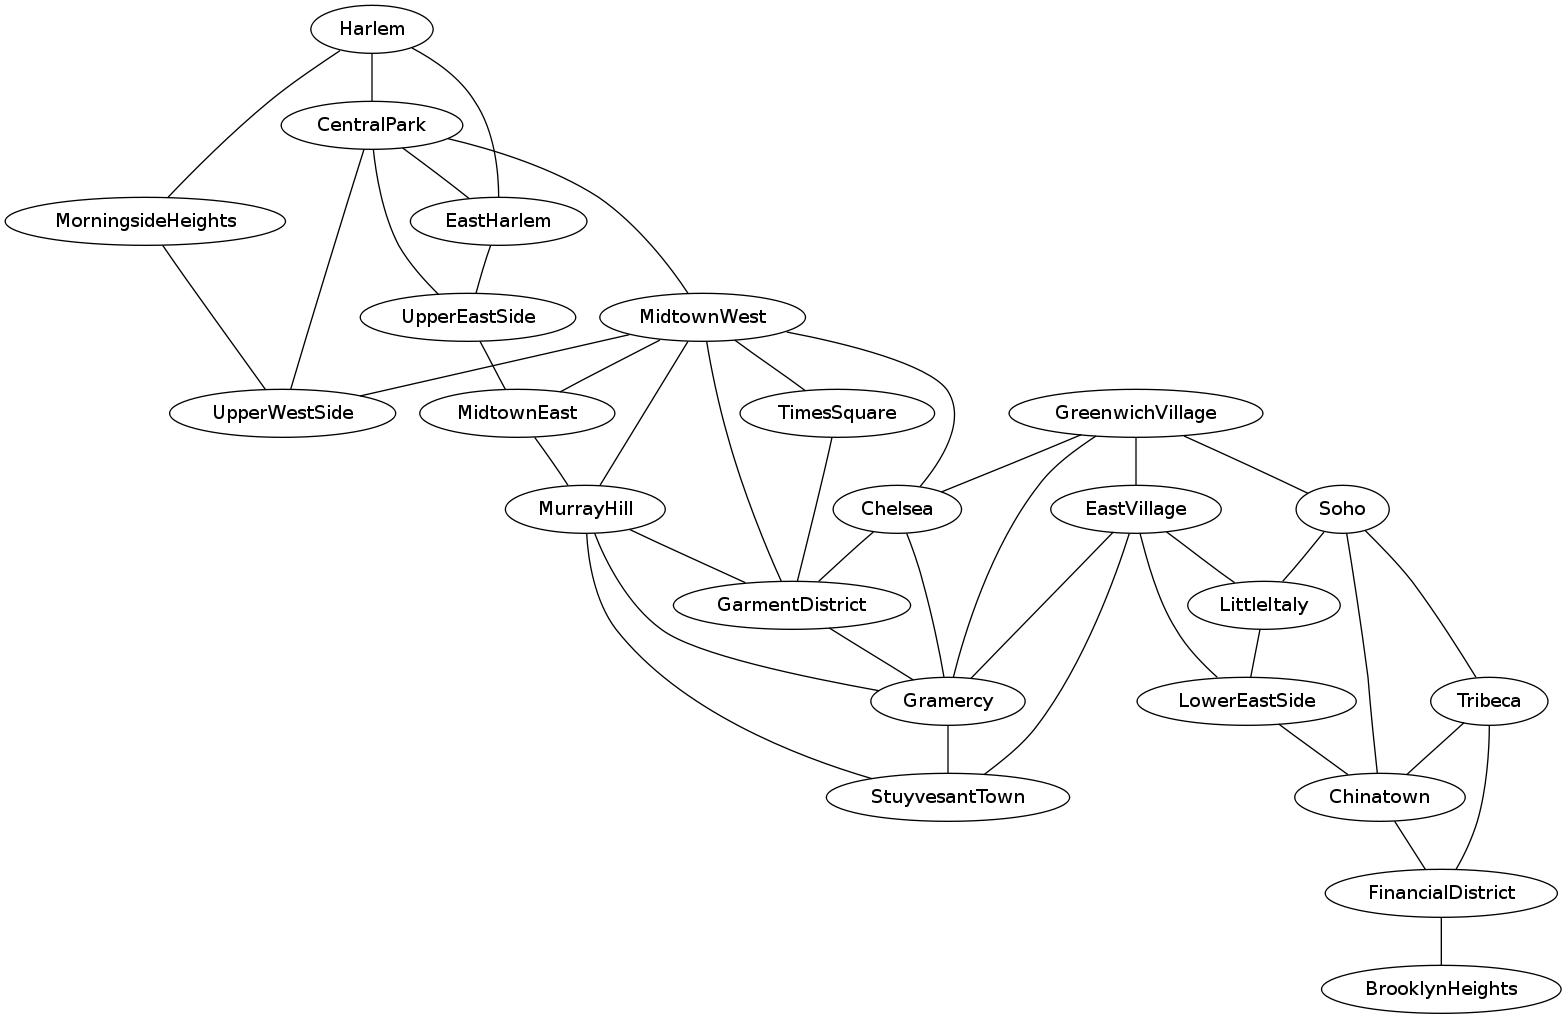 Harlem
CentralPark
MorningsideHeights
EastHarlem
UpperEastSide
MidtownWest
UpperWestSide
MidtownEast
TimesSquare
GreenwichVillage
MurrayHill
Chelsea
EastVillage
Soho
GarmentDistrict
LittleItaly
Gramercy
LowerEastSide
Tribeca
StuyvesantTown
Chinatown
FinancialDistrict
BrooklynHeights